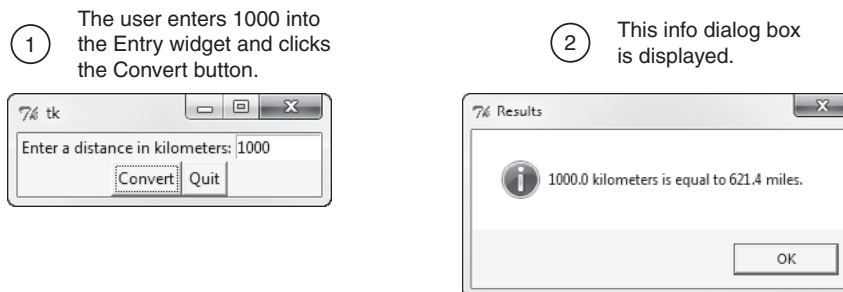 1
The user enters 1000 into
the Entry widget and clicks
the Convert button.
tk
Enter a distance in kilometers: 1000
Convert Quit
2
This info dialog box
is displayed.
Results
1000.0 kilometers is equal to 621.4 miles.
OK